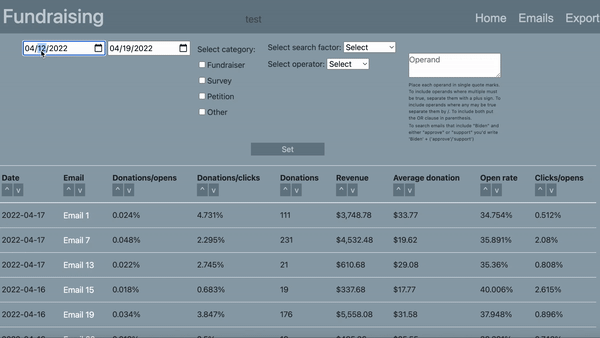 Fundraising
test
Home Emails Export
04/12/2022 04/19/2022
Select category:
Fundraiser
Survey
Petition
Other
Select search factor: Select
Select operator: Select
Operand
Place each operand in single quote marks.
To include operands where multiple must
be true, separate them with a plus sign. To
include operands where any may be true
separate them by /. To include both put
the OR clause in parenthesis.
To search emails that include "Biden" and
either "approve" or "support" you'd write
'Biden' + ('approve'/'support')
Set
Date Email Donations/opens Donations/clicks Donations Revenue Average donation Open rate Clicks/opens
^ v ^ v ^ v ^ v ^ v ^ v ^ v ^ v ^ v
2022-04-17 Email 1 0.024% 4.731% 111 $3,748.78 $33.77 34.754% 0.512%
2022-04-17 Email 7 0.048% 2.295% 231 $4,532.48 $19.62 35.891% 2.08%
2022-04-17 Email 13 0.022% 2.745% 21 $610.68 $29.08 35.36% 0.808%
2022-04-16 Email 15 0.018% 0.683% 19 $337.68 $17.77 40.006% 2.615%
2022-04-16 Email 19 0.034% 3.847% 176 $5,558.08 $31.58 37.948% 0.896%